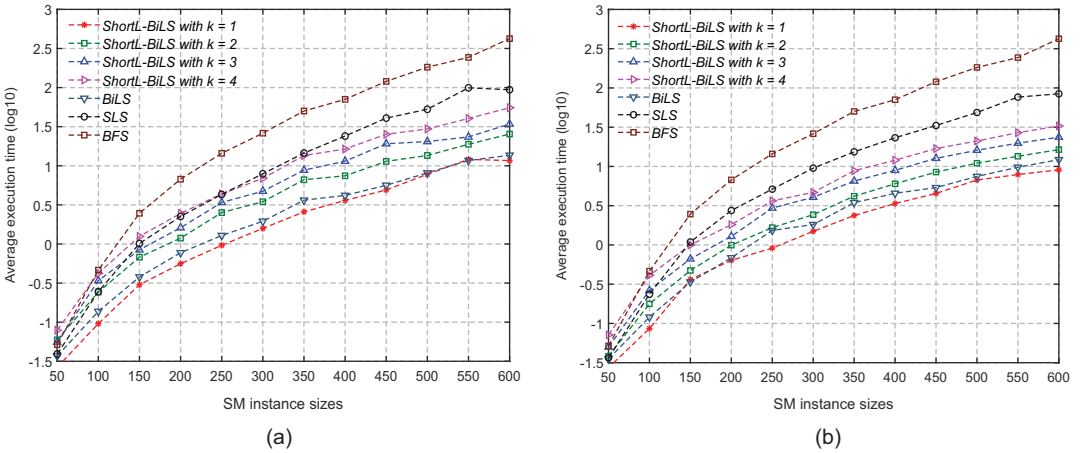 3
2.5
2
1.5
1
0.5
0
-0.5
-1
-1.5
Average execution time (log10)
ShortL-BiLS with k = 1
ShortL-BiLS with k = 2
ShortL-BiLS with k = 3
ShortL-BiLS with k = 4
BiLS
SLS
BFS
50 100 150 200 250 300 350 400 450 500 550 600
SM instance sizes
(a)
3
2.5
2
1.5
1
0.5
0
-0.5
-1
-1.5
Average execution time (log10)
ShortL-BiLS with k = 1
ShortL-BiLS with k = 2
ShortL-BiLS with k = 3
ShortL-BiLS with k = 4
BiLS
SLS
BFS
50 100 150 200 250 300 350 400 450 500 550 600
SM instance sizes
(b)